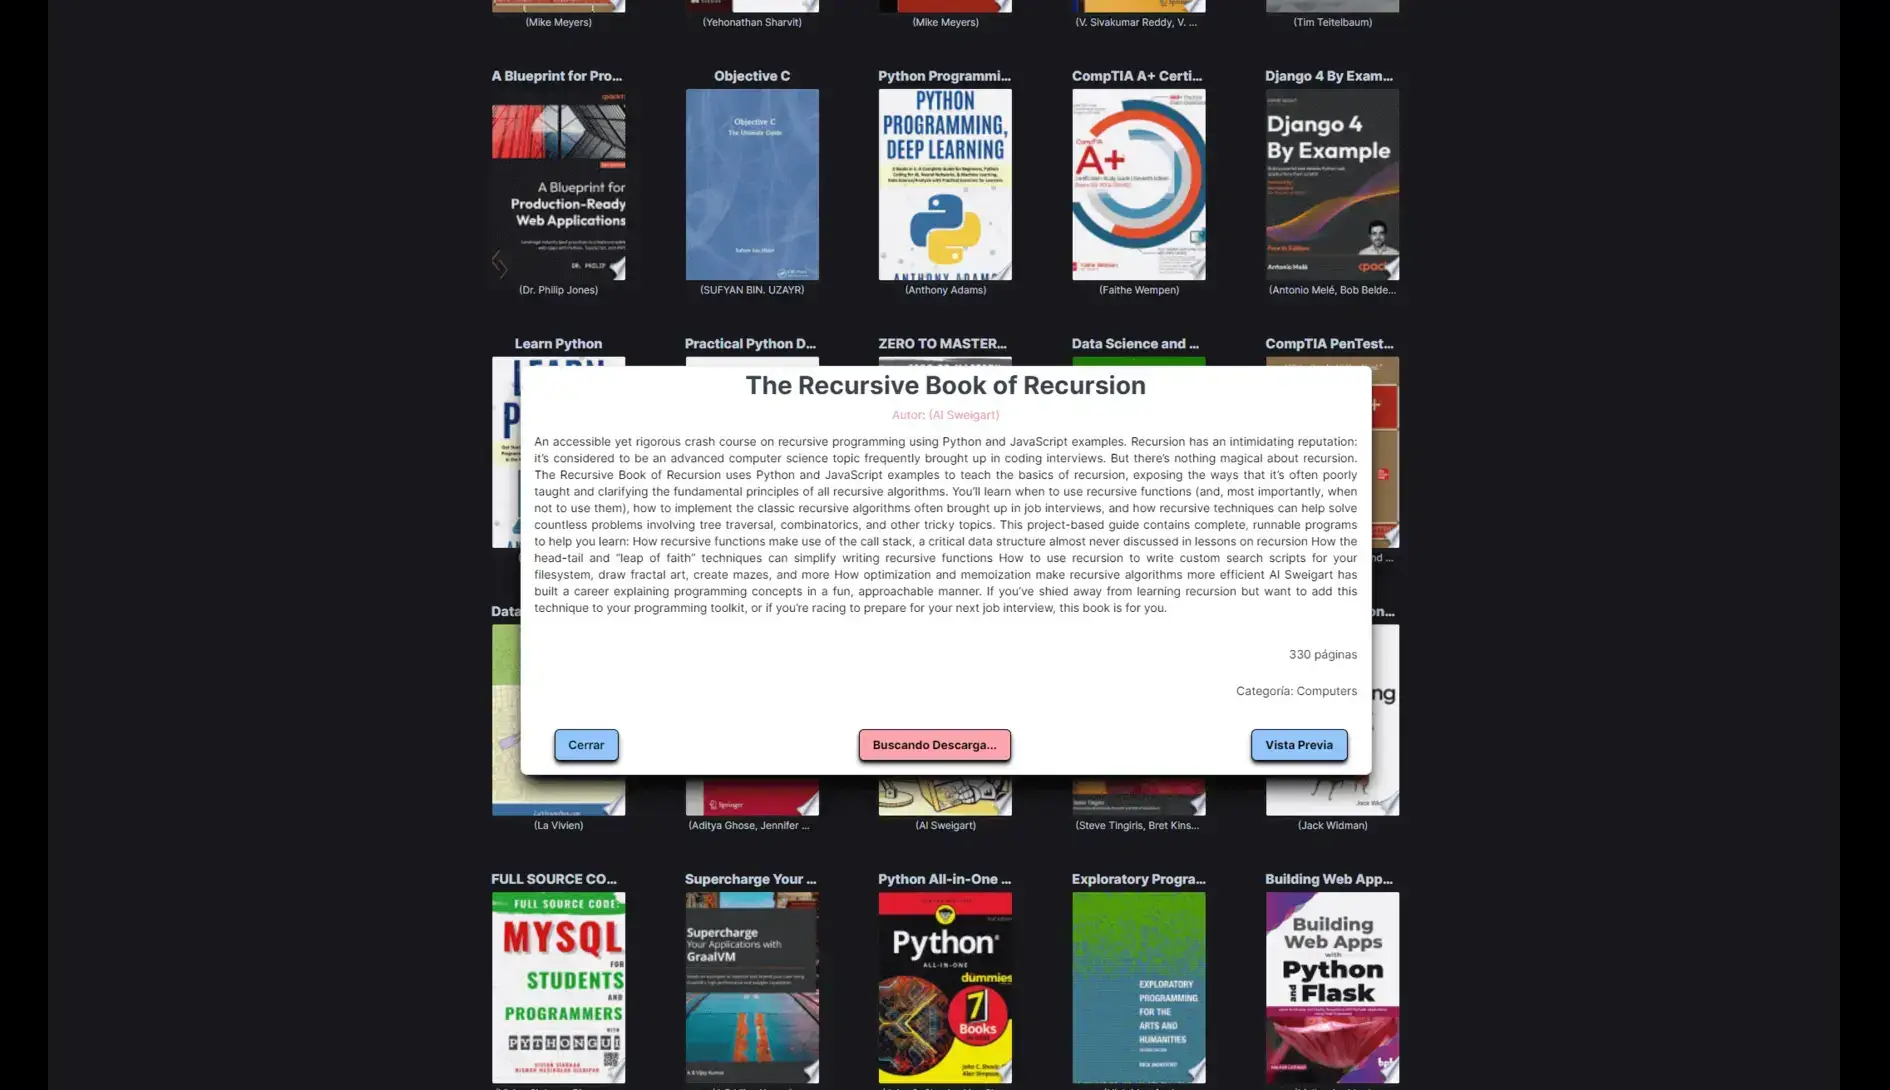 (Mike Meyers)
(Yehonathan Sharvit)
(Mike Meyers)
(V. Sivakumar Reddy, V. ...
(Tim Teitelbaum)
A Blueprint for Pro...
Objective C
Python Programmi...
CompTIA A+ Certi...
Django 4 By Exam...
A Blueprint for
Production-Ready
Web Applications
DR. PHILIP
Objective C
The Ultimate Guide
PYTHON
PROGRAMMING,
DEEP LEARNING
ANTHONY ADAMS
CompTIA
A+
Django 4
By Example
Antonio Melé
(Dr. Philip Jones)
(SUFYAN BIN. UZAYR)
(Anthony Adams)
(Faithe Wempen)
(Antonio Melé, Bob Belde...
Learn Python
Practical Python D...
ZERO TO MASTER...
Data Science and ...
CompTIA PenTest...
The Recursive Book of Recursion
Autor: (Al Sweigart)
An accessible yet rigorous crash course on recursive programming using Python and JavaScript examples. Recursion has an intimidating reputation:
it’s considered to be an advanced computer science topic frequently brought up in coding interviews. But there’s nothing magical about recursion.
The Recursive Book of Recursion uses Python and JavaScript examples to teach the basics of recursion, exposing the ways that it’s often poorly
taught and clarifying the fundamental principles of all recursive algorithms. You’ll learn when to use recursive functions (and, most importantly, when
not to use them), how to implement the classic recursive algorithms often brought up in job interviews, and how recursive techniques can help solve
countless problems involving tree traversal, combinatorics, and other tricky topics. This project-based guide contains complete, runnable programs
to help you learn: How recursive functions make use of the call stack, a critical data structure almost never discussed in lessons on recursion How the
head-tail and “leap of faith” techniques can simplify writing recursive functions How to use recursion to write custom search scripts for your
filesystem, draw fractal art, create mazes, and more How optimization and memoization make recursive algorithms more efficient Al Sweigart has
built a career explaining programming concepts in a fun, approachable manner. If you’ve shied away from learning recursion but want to add this
technique to your programming toolkit, or if you’re racing to prepare for your next job interview, this book is for you.
330 páginas
Categoría: Computers
Cerrar
Buscando Descarga...
Vista Previa
Springer
(La Vivien)
(Aditya Ghose, Jennifer ...
(Al Sweigart)
(Steve Tingiris, Bret Kins...
(Jack Widman)
FULL SOURCE CO...
Supercharge Your ...
Python All-in-One ...
Exploratory Progra...
Building Web App...
FULL SOURCE CODE:
MYSQL
FOR
STUDENTS
AND
PROGRAMMERS
WITH
PYTHONGUI
Supercharge
Your Applications with
GraalVM
A B Vijay Kumar
Python
ALL-IN-ONE
dummies
7
Books
John C. Shovic
Alan Simpson
EXPLORATORY
PROGRAMMING
FOR THE
ARTS AND
HUMANITIES
NICK MONTFORT
Building
Web Apps
with
Python
and Flask